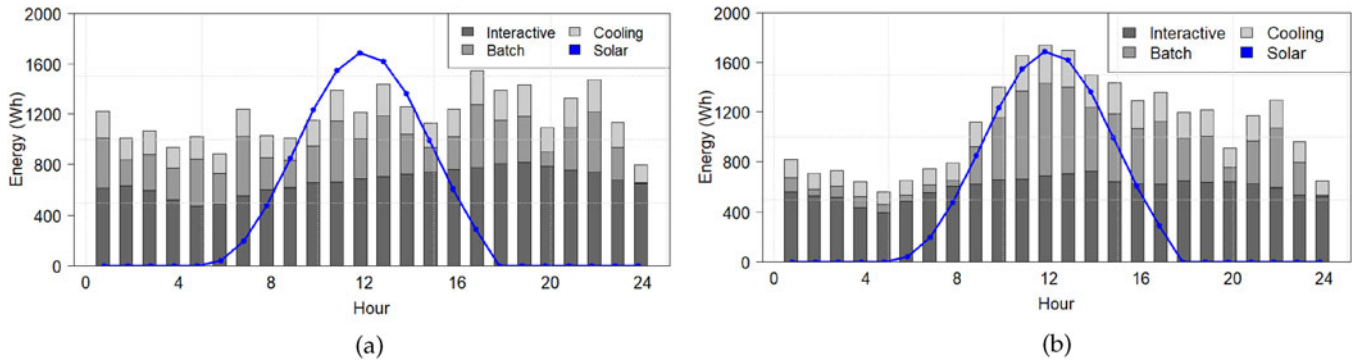 2000
1600
1200
800
400
0
Energy (Wh)
Interactive
Batch
Cooling
Solar
0
4
8
12
16
20
24
Hour
(a)
2000
1600
1200
800
400
0
Energy (Wh)
Interactive
Batch
Cooling
Solar
0
4
8
12
16
20
24
Hour
(b)